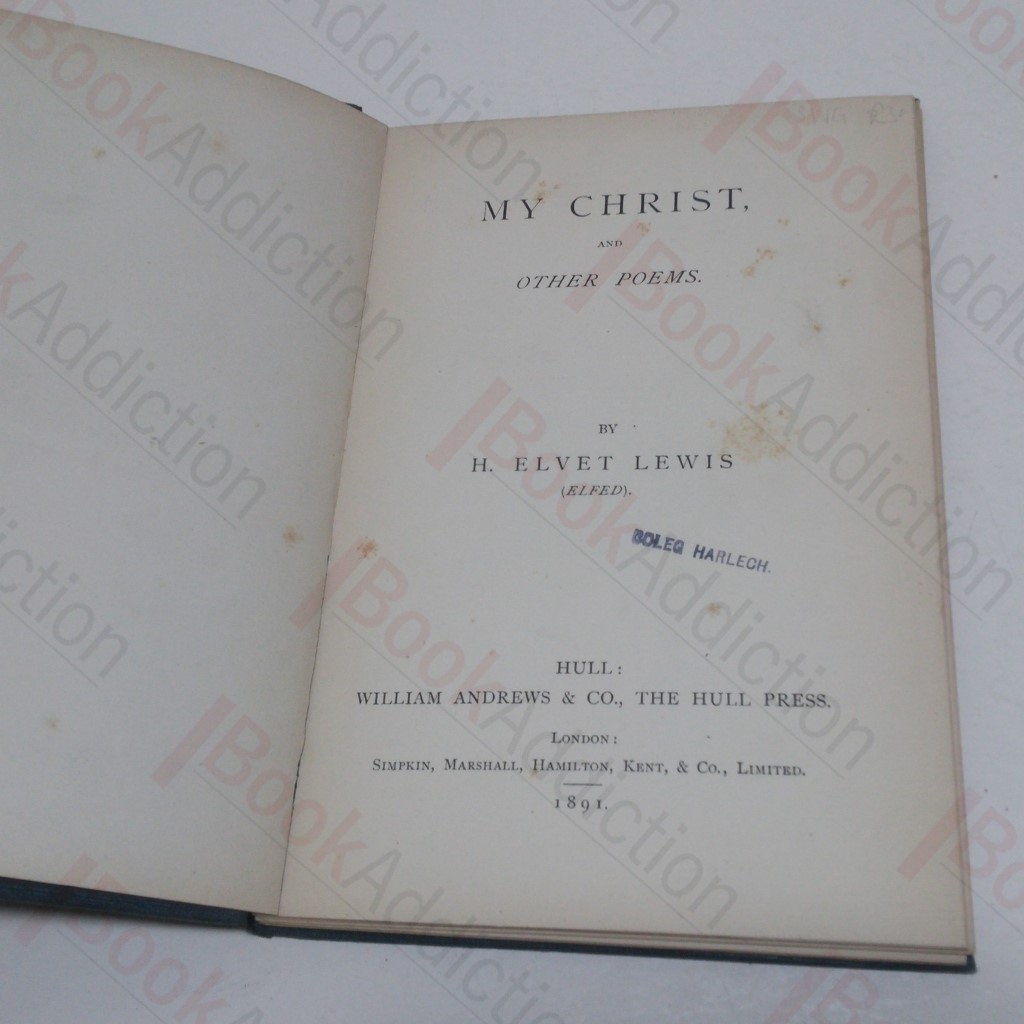 MY CHRIST,
AND
OTHER POEMS.
BY
H. ELVET LEWIS
(ELFED).
COLEG HARLECH.
HULL:
WILLIAM ANDREWS & CO., THE HULL PRESS.
LONDON:
SIMPKIN, MARSHALL, HAMILTON, KENT, & CO., LIMITED.
1891.
BookAddiction